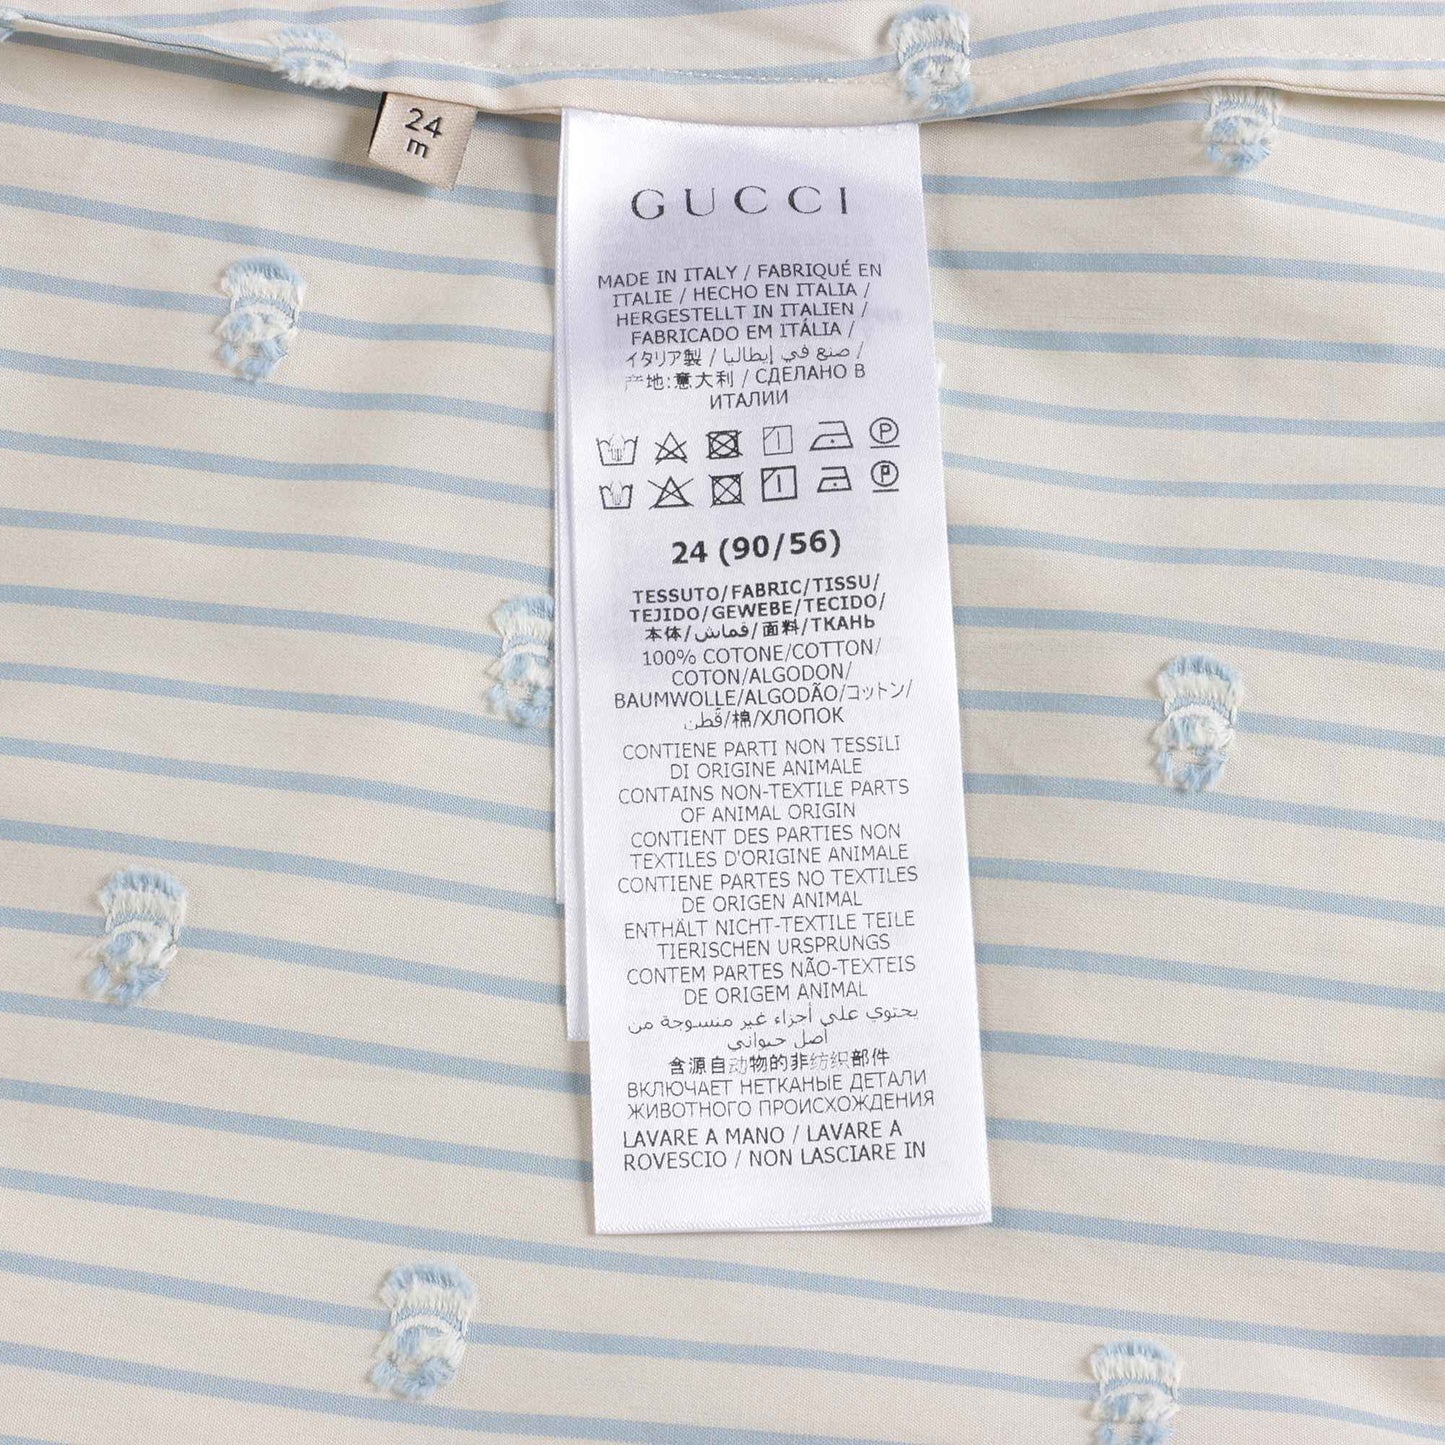 24
m
GUCCI
MADE IN ITALY / FABRIQUÉ EN
ITALIE / HECHO EN ITALIA /
HERGESTELLT IN ITALIEN /
FABRICADO EM ITÁLIA /
イタリア製 / صنع في إيطاليا /
产地:意大利 / СДЕЛАНО В
ИТАЛИИ
24 (90/56)
TESSUTO/FABRIC/TISSU/
TEJIDO/GEWEBE/TECIDO/
本体/قماش/面料/ТКАНЬ
100% COTONE/COTTON/
COTON/ALGODON/
BAUMWOLLE/ALGODÃO/コットン/
قُطن/棉/ХЛОПОК
CONTIENE PARTI NON TESSILI
DI ORIGINE ANIMALE
CONTAINS NON-TEXTILE PARTS
OF ANIMAL ORIGIN
CONTIENT DES PARTIES NON
TEXTILES D'ORIGINE ANIMALE
CONTIENE PARTES NO TEXTILES
DE ORIGEN ANIMAL
ENTHÄLT NICHT-TEXTILE TEILE
TIERISCHEN URSPRUNGS
CONTEM PARTES NÃO-TEXTEIS
DE ORIGEM ANIMAL
يحتوي على أجزاء غير منسوجة من
أصل حيواني
含源自动物的非纺织部件
ВКЛЮЧАЕТ НЕТКАНЫЕ ДЕТАЛИ
ЖИВОТНОГО ПРОИСХОЖДЕНИЯ
LAVARE A MANO / LAVARE A
ROVESCIO / NON LASCIARE IN